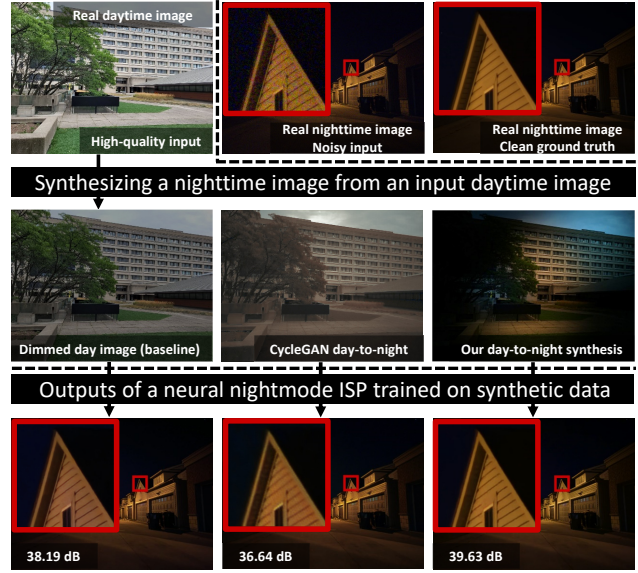 Real daytime image
High-quality input
Real nighttime image
Noisy input
Real nighttime image
Clean ground truth
Synthesizing a nighttime image from an input daytime image
Dimmed day image (baseline)
CycleGAN day-to-night
Our day-to-night synthesis
Outputs of a neural nightmode ISP trained on synthetic data
38.19 dB
36.64 dB
39.63 dB